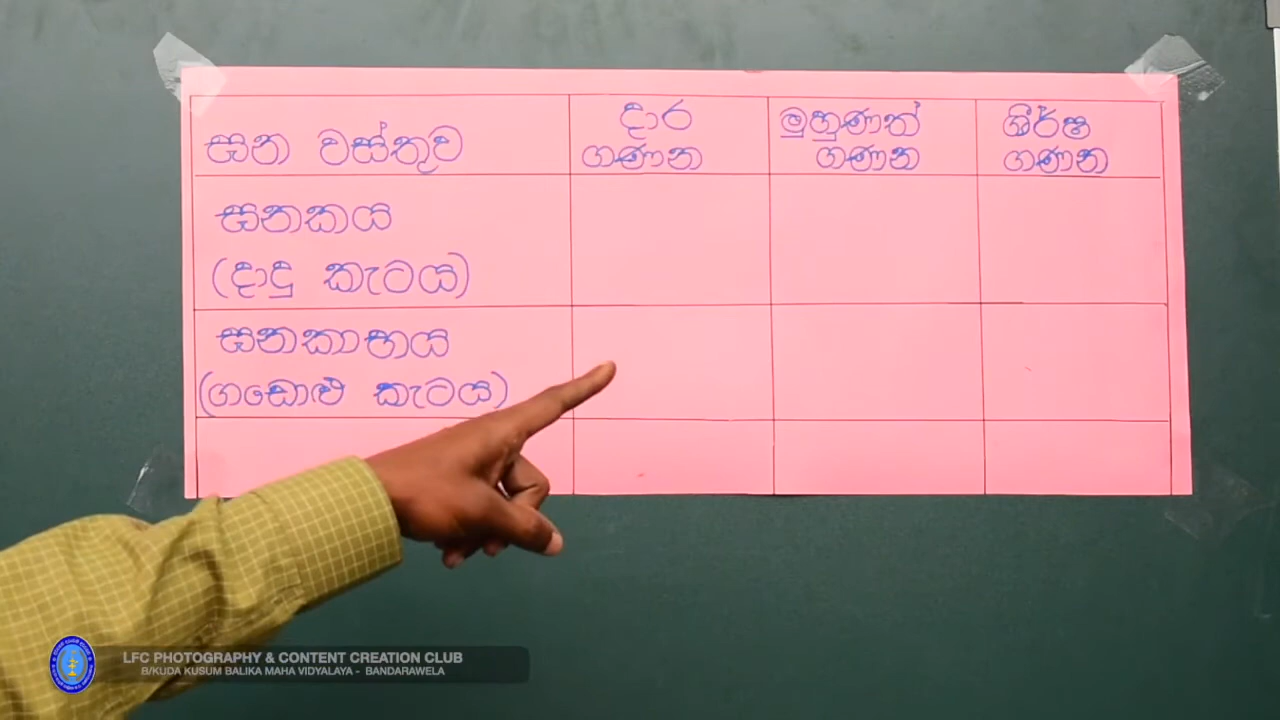 ඝන වස්තුව
දාර
ගණන
මුහුණත්
ගණන
ශීර්ෂ
ගණන
ඝනකය
(දාදු කැටය)
ඝනකාභය
(ගඩොළු කැටය)
LFC PHOTOGRAPHY & CONTENT CREATION CLUB
B/KUDA KUSUM BALIKA MAHA VIDYALAYA - BANDARAWELA